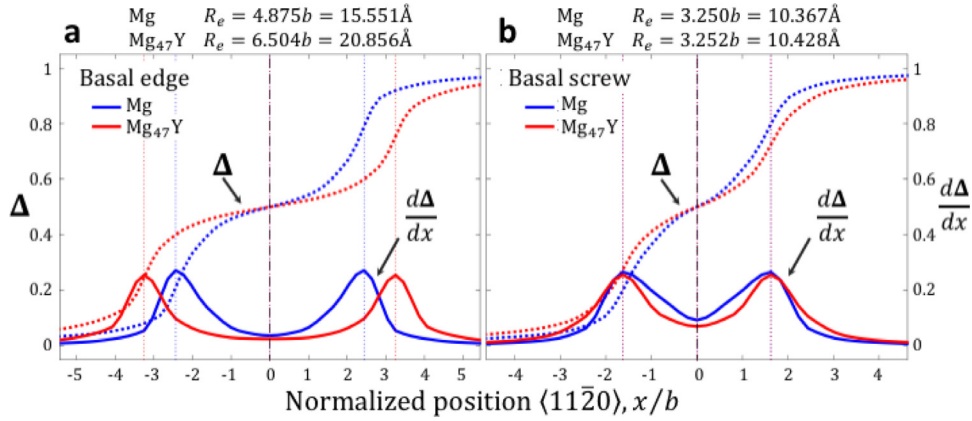 a
Mg R_e = 4.875b = 15.551Å
Mg₄₇Y R_e = 6.504b = 20.856Å
b
Mg R_e = 3.250b = 10.367Å
Mg₄₇Y R_e = 3.252b = 10.428Å
Basal edge
Mg
Mg₄₇Y
Δ
dΔ/dx
Basal screw
Mg
Mg₄₇Y
Δ
dΔ/dx
Δ
1
0.8
0.6
0.4
0.2
0
1
0.8
0.6
0.4
0.2
0
dΔ/dx
-5 -4 -3 -2 -1 0 1 2 3 4 5
-4 -3 -2 -1 0 1 2 3 4
Normalized position ⟨112̄0⟩, x/b